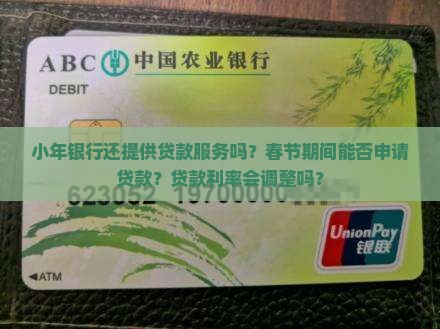 ABC 中国农业银行
DEBIT
小年银行还提供贷款服务吗？春节期间能否申请
贷款？贷款利率会调整吗？
UnionPay
银联
◀ATM